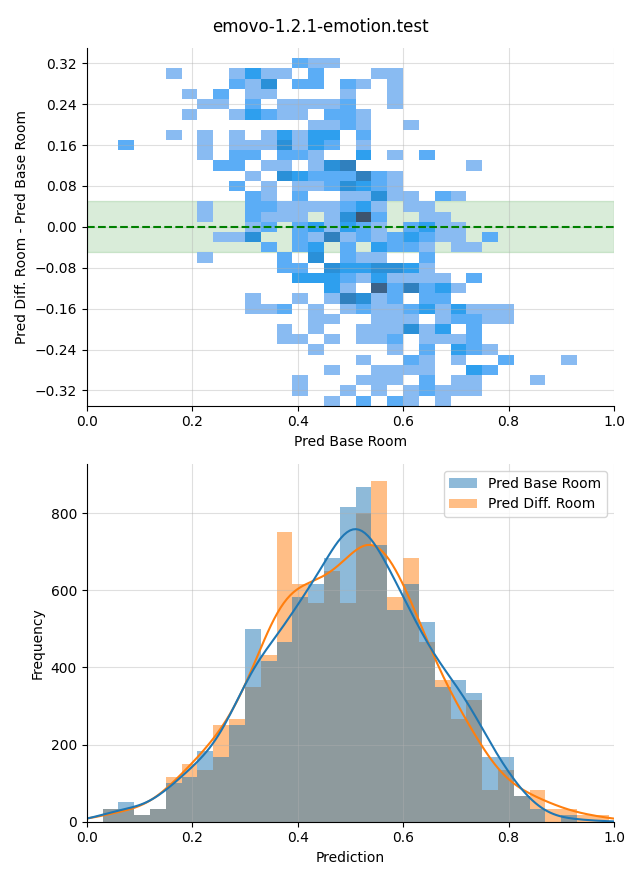 emovo-1.2.1-emotion.test
0.32
0.24
0.16
0.08
0.00
−0.08
−0.16
−0.24
−0.32
Pred Diff. Room - Pred Base Room
0.0 0.2 0.4 0.6 0.8 1.0
Pred Base Room
Pred Base Room
Pred Diff. Room
800
600
400
200
0
Frequency
0.0 0.2 0.4 0.6 0.8 1.0
Prediction